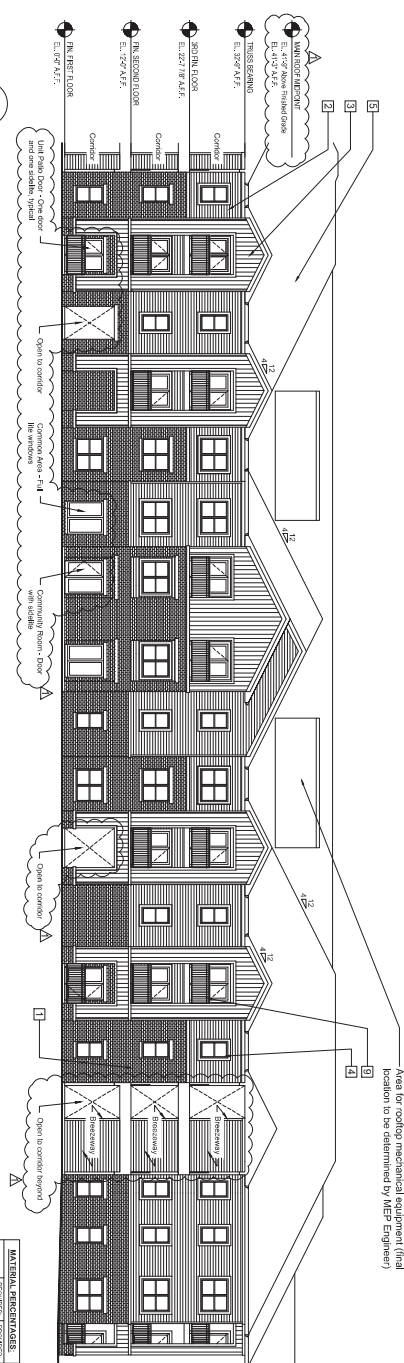 MAIN ROOF MIDPOINT
EL. 41'-9" Above Finished Grade
EL. 41'-3" A.F.F.
TRUSS BEARING
EL. 32'-9" A.F.F.
3RD FIN. FLOOR
EL. 22'-7 7/8" A.F.F.
FIN. SECOND FLOOR
EL. 12'-0" A.F.F.
FIN. FIRST FLOOR
EL. 0'-0" A.F.F.
5
3
2
Corridor
Corridor
Corridor
12
4
12
4
12
4
12
4
Area for rooftop mechanical equipment (final
location to be determined by MEP Engineer)
9
4
1
Breezeway
Breezeway
Breezeway
Unit Patio Door - One door
and one sidelite, typical
Open to corridor
Common Area - Full
lite windows
Community Room - Door
with sidelite
Open to corridor
Open to corridor beyond
MATERIAL PERCENTAGES: